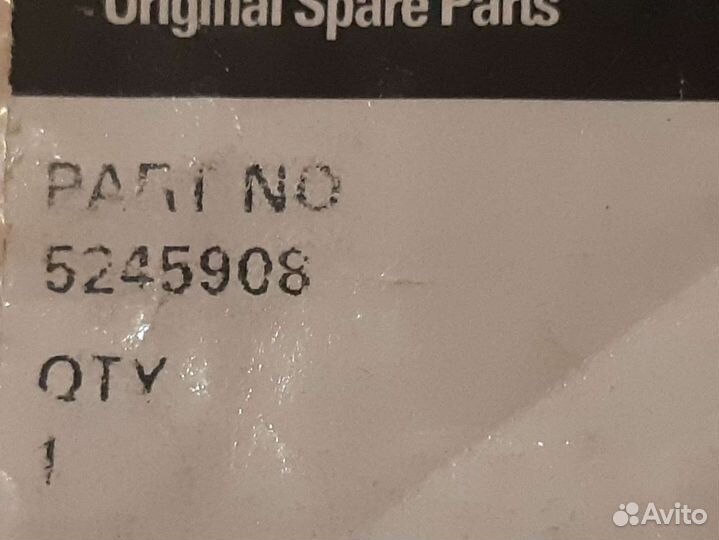 Original Spare Parts
PART NO
5245908
QTY
1
Avito